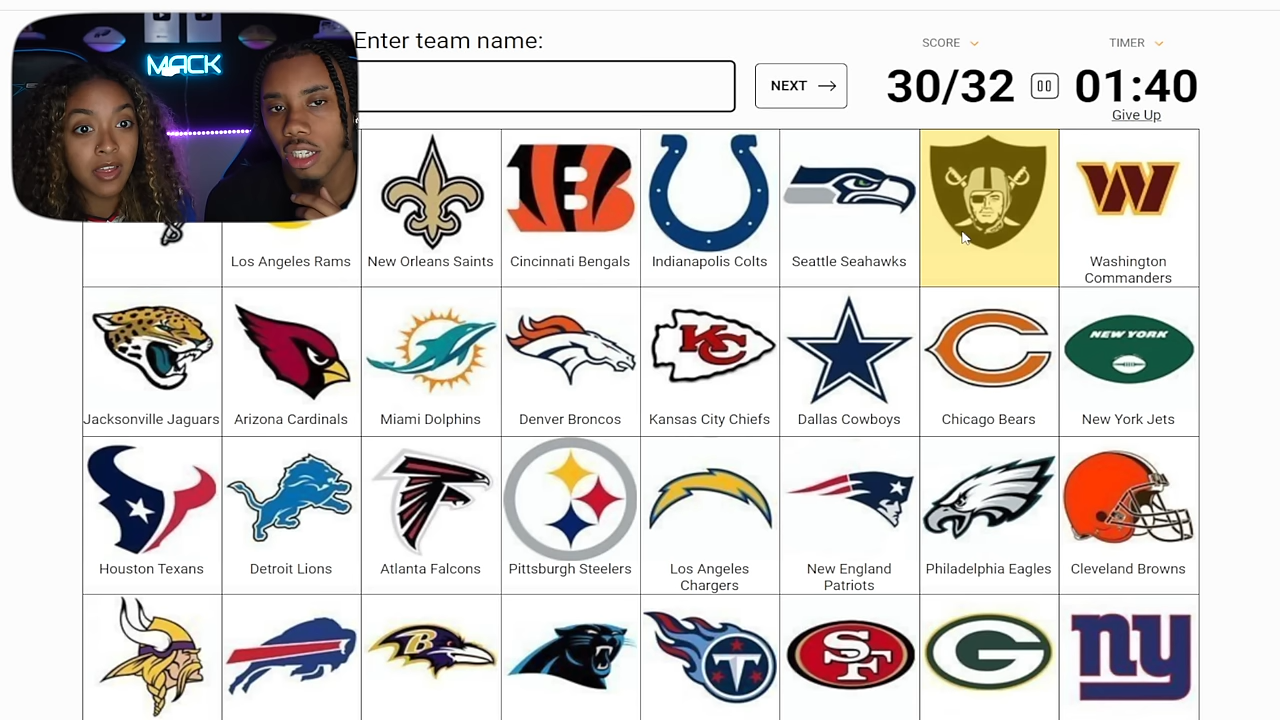 MACK
Enter team name:
SCORE
TIMER
NEXT
30/32
01:40
Give Up
Los Angeles Rams
New Orleans Saints
B
Cincinnati Bengals
Indianapolis Colts
Seattle Seahawks
W
Washington
Commanders
Jacksonville Jaguars
Arizona Cardinals
Miami Dolphins
Denver Broncos
KC
Kansas City Chiefs
Dallas Cowboys
C
Chicago Bears
NEW YORK
New York Jets
Houston Texans
Detroit Lions
Atlanta Falcons
Pittsburgh Steelers
Los Angeles
Chargers
New England
Patriots
Philadelphia Eagles
Cleveland Browns
B
T
SF
G
ny